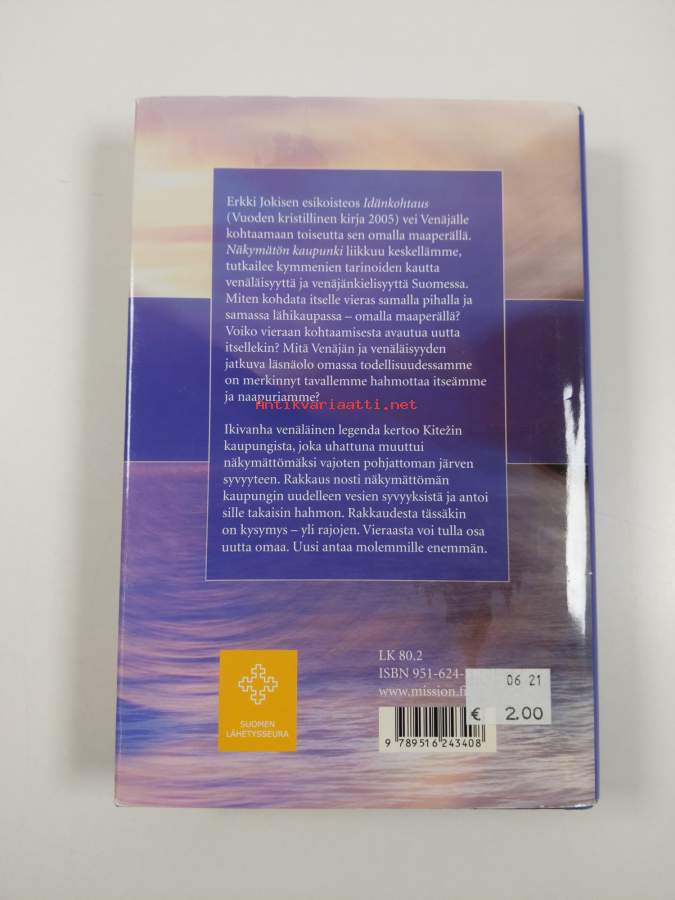 Erkki Jokisen esikoisteos Idänkohtaus
(Vuoden kristillinen kirja 2005) vei Venäjälle
kohtaamaan toiseutta sen omalla maaperällä.
Näkymätön kaupunki liikkuu keskellämme,
tutkailee kymmenien tarinoiden kautta
venäläisyyttä ja venäjänkielisyyttä Suomessa.
Miten kohdata itselle vieras samalla pihalla ja
samassa lähikaupassa – omalla maaperällä?
Voiko vieraan kohtaamisesta avautua uutta
itsellekin? Mitä Venäjän ja venäläisyyden
jatkuva läsnäolo omassa todellisuudessamme
on merkinnyt tavallemme hahmottaa itseämme
ja naapuriamme?
Antikvariaatti.net
Ikivanha venäläinen legenda kertoo Kitežin
kaupungista, joka uhattuna muuttui
näkymättömäksi vajoten pohjattoman järven
syvyyteen. Rakkaus nosti näkymättömän
kaupungin uudelleen vesien syvyyksistä ja antoi
sille takaisin hahmon. Rakkaudesta tässäkin
on kysymys – yli rajojen. Vieraasta voi tulla osa
uutta omaa. Uusi antaa molemmille enemmän.
SUOMEN
LÄHETYSSEURA
LK 80.2
ISBN 951-624-
www.mission.fi
06 21
€ 2.00
9 789516 243408